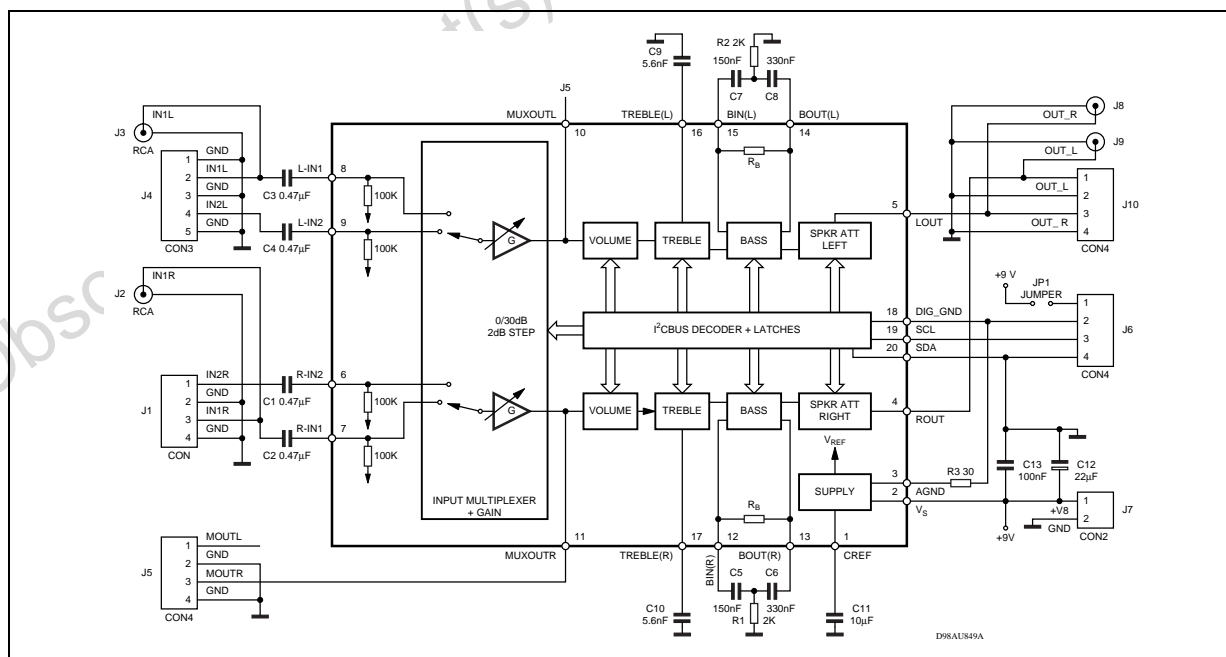 t(s)
Obsc
C9
5.6nF
R2 2K
150nF
330nF
C7
C8
J5
MUXOUTL
10
TREBLE(L)
16
BIN(L)
15
BOUT(L)
14
R_B
IN1L
J3
RCA
J4
1 GND
2 IN1L
3 GND
4 IN2L
5 GND
CON3
C3 0.47µF
L-IN1
8
100K
C4 0.47µF
L-IN2
9
100K
G
VOLUME
TREBLE
BASS
SPKR ATT
LEFT
5
LOUT
OUT_R
J8
OUT_L
J9
1
OUT_L 2
3
OUT_R 4
J10
CON4
IN1R
J2
RCA
0/30dB
2dB STEP
I²CBUS DECODER + LATCHES
18 DIG_GND
19 SCL
20 SDA
+9 V
JP1
JUMPER
1
2
3
4
J6
CON4
J1
1 IN2R
2 GND
3 IN1R
4 GND
CON
C1 0.47µF
R-IN2
6
100K
C2 0.47µF
R-IN1
7
100K
G
VOLUME
TREBLE
BASS
SPKR ATT
RIGHT
4
ROUT
V_REF
SUPPLY
3
AGND
2
V_S
R3 30
C13
100nF
C12
22µF
+9V
+V8
GND
1
2
J7
CON2
INPUT MULTIPLEXER
+ GAIN
R_B
11
MUXOUTR
17
TREBLE(R)
12
BIN(R)
13
BOUT(R)
1
CREF
J5
1 MOUTL
2 GND
3 MOUTR
4 GND
CON4
C10
5.6nF
C5
C6
150nF
330nF
R1
2K
C11
10µF
D98AU849A